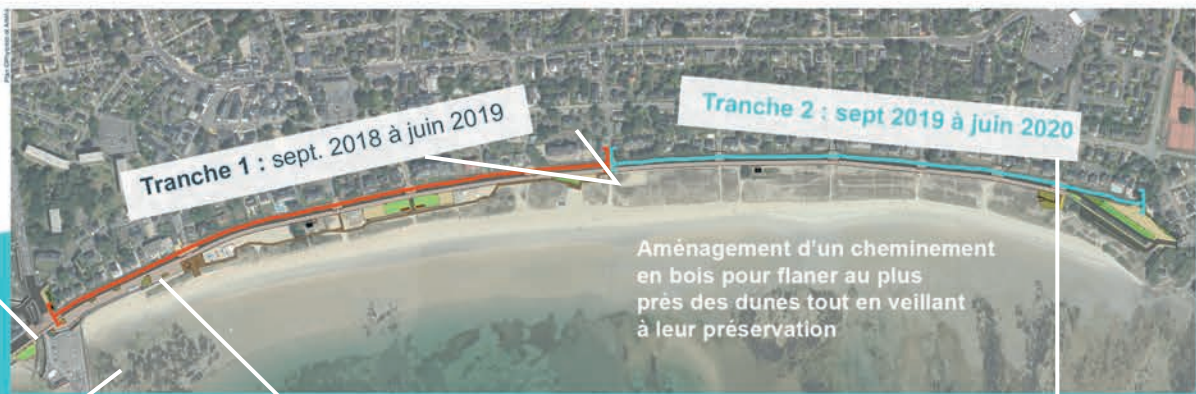 Tranche 1 : sept. 2018 à juin 2019
Tranche 2 : sept 2019 à juin 2020
Aménagement d'un cheminement
en bois pour flaner au plus
près des dunes tout en veillant
à leur préservation